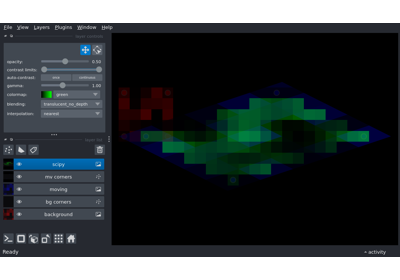 File View Layers Plugins Window Help
opacity: 0.50
contrast limits:
auto-contrast: once continuous
gamma: 1.00
colormap: green
blending: translucent_no_depth
interpolation: nearest
scipy
mv corners
moving
bg corners
background
Ready
activity